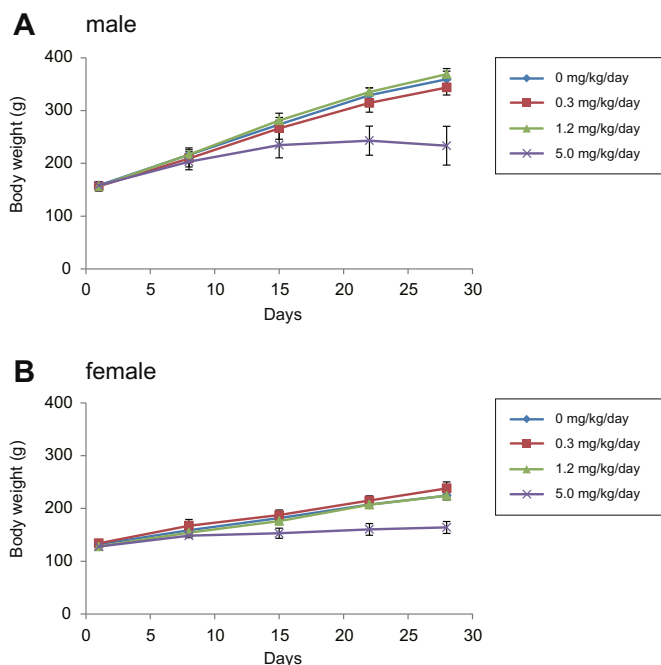 A male
400
300
200
100
0
Body weight (g)
0 5 10 15 20 25 30
Days
0 mg/kg/day
0.3 mg/kg/day
1.2 mg/kg/day
5.0 mg/kg/day
B female
400
300
200
100
0
Body weight (g)
0 5 10 15 20 25 30
Days
0 mg/kg/day
0.3 mg/kg/day
1.2 mg/kg/day
5.0 mg/kg/day